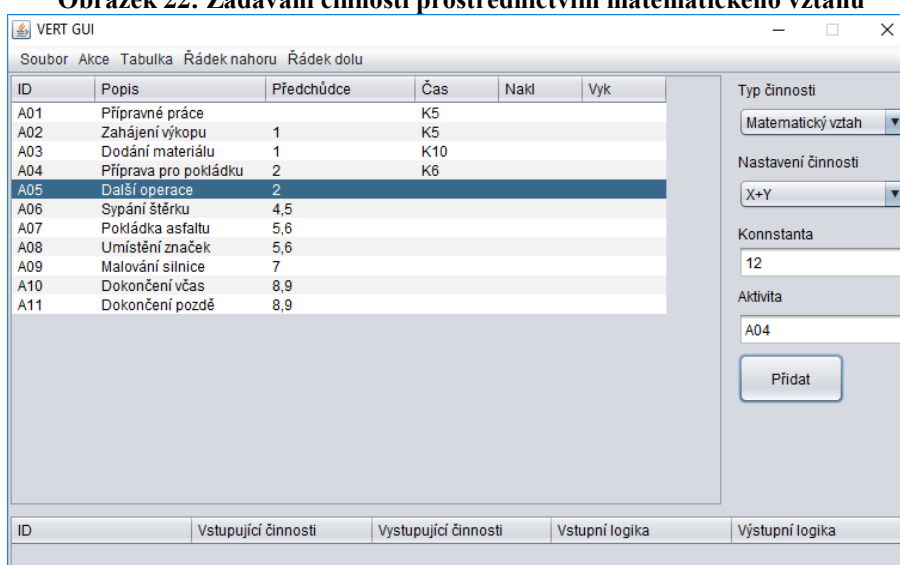 Obrázek 22: Zadávání činnosti prostřednictvím matematického vztahu
VERT GUI
Soubor Akce Tabulka Řádek nahoru Řádek dolu
ID Popis Předchůdce Čas Nakl Vyk
A01 Přípravné práce K5
A02 Zahájení výkopu 1 K5
A03 Dodání materiálu 1 K10
A04 Příprava pro pokládku 2 K6
A05 Další operace 2
A06 Sypání štěrku 4,5
A07 Pokládka asfaltu 5,6
A08 Umístění značek 5,6
A09 Malování silnice 7
A10 Dokončení včas 8,9
A11 Dokončení pozdě 8,9
Typ činnosti
Matematický vztah
Nastavení činnosti
X+Y
Konnstanta
12
Aktivita
A04
Přidat
ID Vstupující činnosti Vystupující činnosti Vstupní logika Výstupní logika